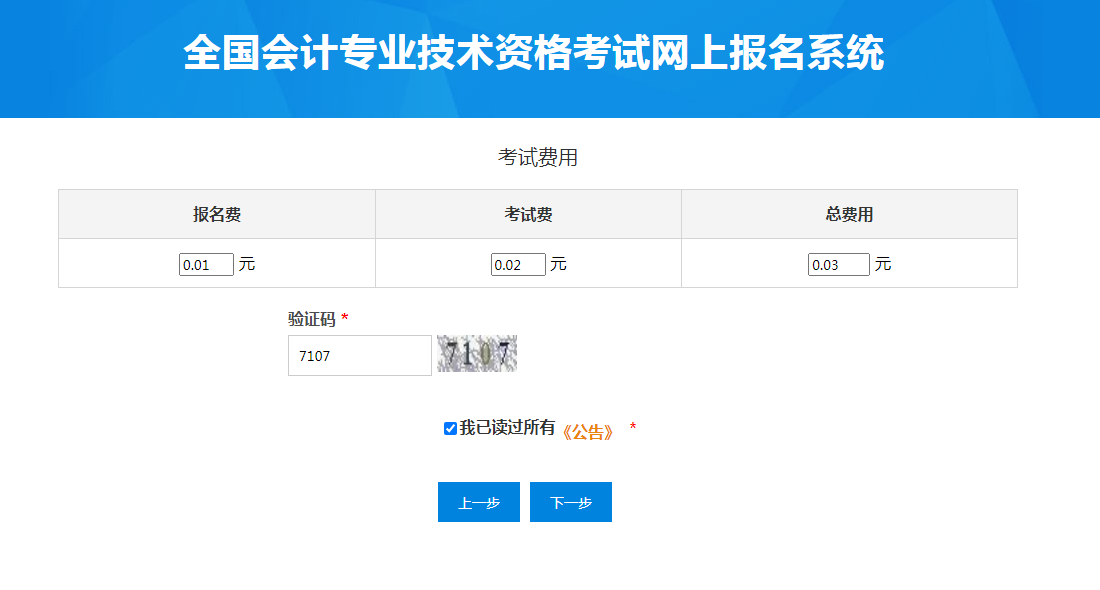 全国会计专业技术资格考试网上报名系统
考试费用
报名费 考试费 总费用
0.01 元 0.02 元 0.03 元
验证码 *
7107 7107
我已读过所有 《公告》 *
上一步 下一步